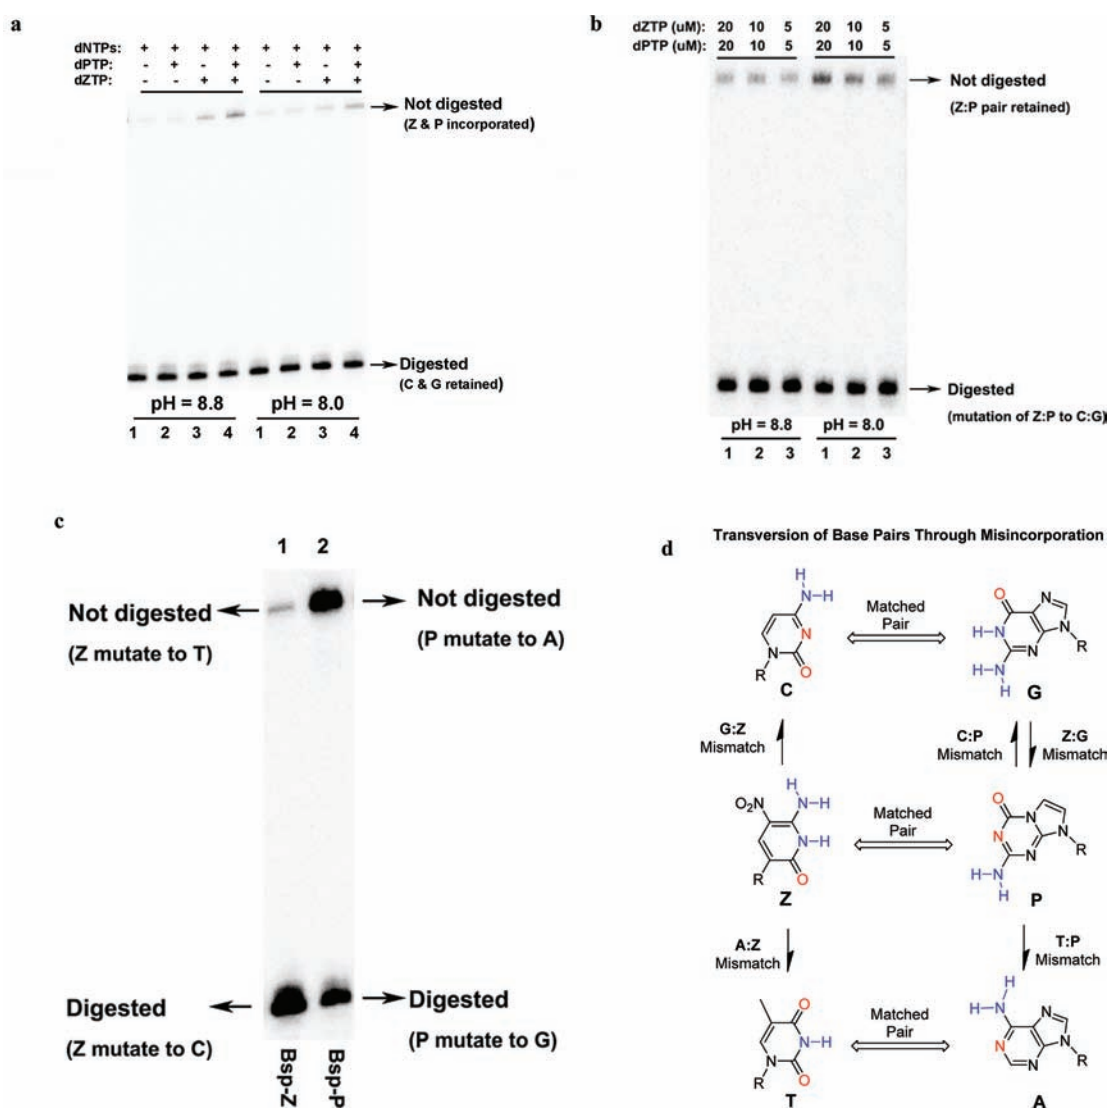 a
dNTPs: + + + + + + + +
dPTP: - + - + - + - +
dZTP: - - + + - - + +
Not digested
(Z & P incorporated)
Digested
(C & G retained)
pH = 8.8 pH = 8.0
1 2 3 4 1 2 3 4
b
dZTP (uM): 20 10 5 20 10 5
dPTP (uM): 20 10 5 20 10 5
Not digested
(Z:P pair retained)
Digested
(mutation of Z:P to C:G)
pH = 8.8 pH = 8.0
1 2 3 1 2 3
c
1 2
Not digested
(Z mutate to T)
Not digested
(P mutate to A)
Digested
(Z mutate to C)
Digested
(P mutate to G)
Bsp-Z
Bsp-P
d
Transversion of Base Pairs Through Misincorporation
H
N-H
N
N
O
R
C
Matched
Pair
O
H-N
N
N
N
R
N-H
H
G
G:Z
Mismatch
C:P
Mismatch
Z:G
Mismatch
H
O2N
N-H
N-H
O
R
Z
Matched
Pair
O
N
N
N
N
R
H-N
H
P
A:Z
Mismatch
T:P
Mismatch
O
N-H
N
O
R
T
Matched
Pair
H
H-N
N
N
N
N
R
A